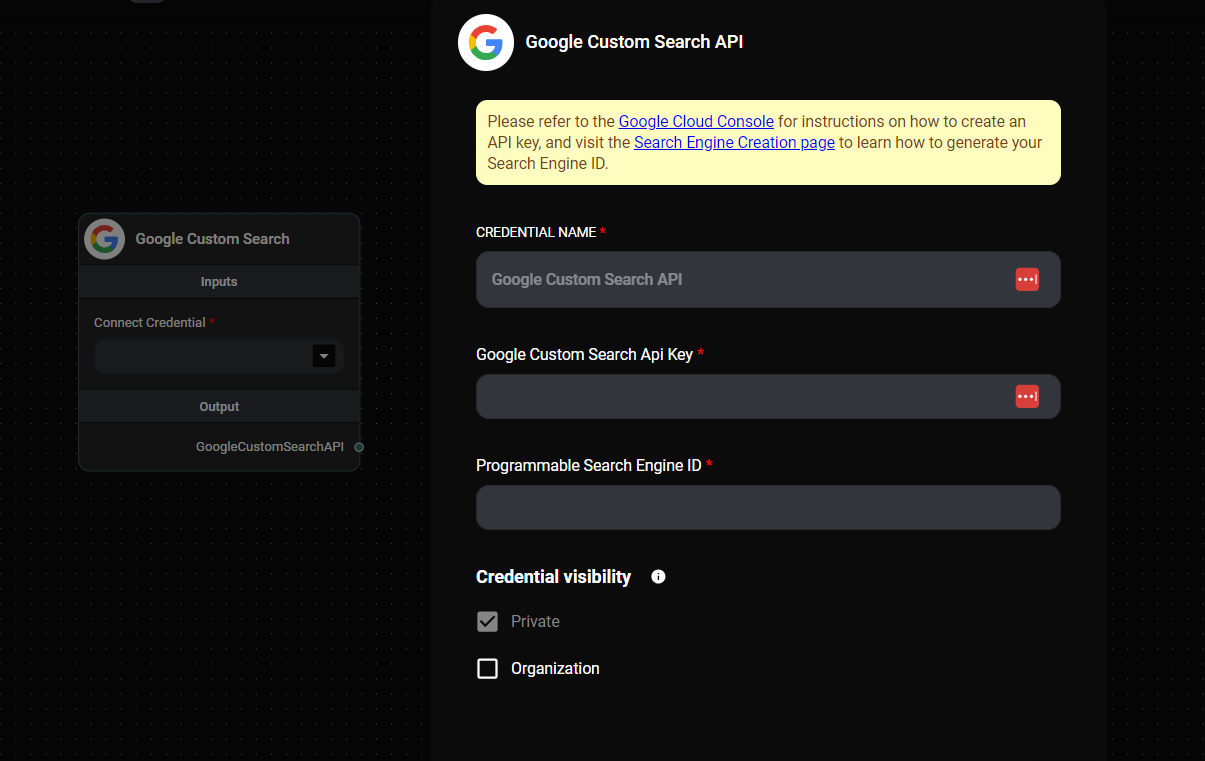 Google Custom Search API
Please refer to the Google Cloud Console for instructions on how to create an
API key, and visit the Search Engine Creation page to learn how to generate your
Search Engine ID.
CREDENTIAL NAME *
Google Custom Search API
Google Custom Search Api Key *
Programmable Search Engine ID *
Credential visibility
Private
Organization
Google Custom Search
Inputs
Connect Credential *
Output
GoogleCustomSearchAPI